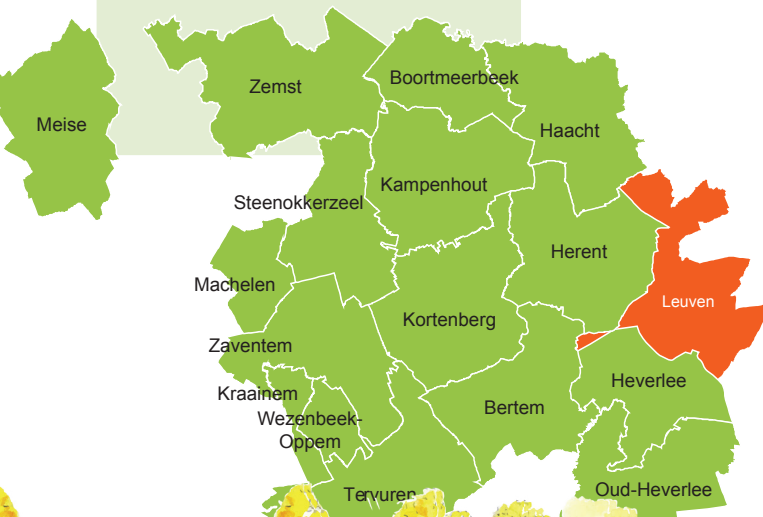 Zemst
Boortmeerbeek
Meise
Haacht
Kampenhout
Steenokkerzeel
Herent
Machelen
Leuven
Kortenberg
Zaventem
Heverlee
Kraainem
Bertem
Wezenbeek-
Oppem
Tervuren
Oud-Heverlee